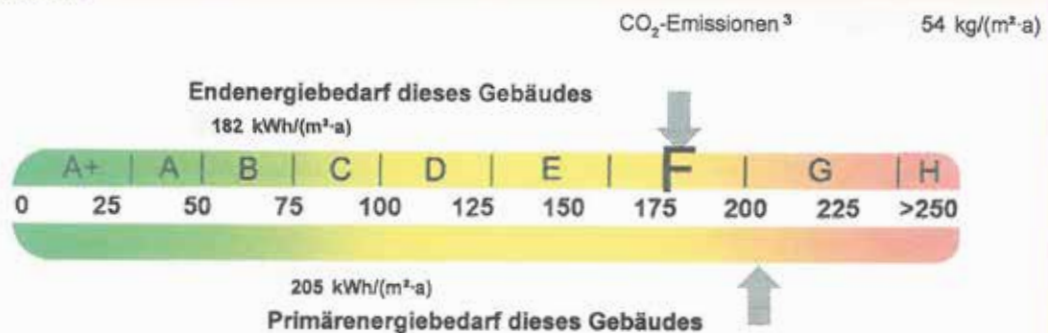 CO₂-Emissionen ³ 54 kg/(m²·a)
Endenergiebedarf dieses Gebäudes
182 kWh/(m²·a)
A+ | A | B | C | D | E | F | G | H
0 25 50 75 100 125 150 175 200 225 >250
205 kWh/(m²·a)
Primärenergiebedarf dieses Gebäudes